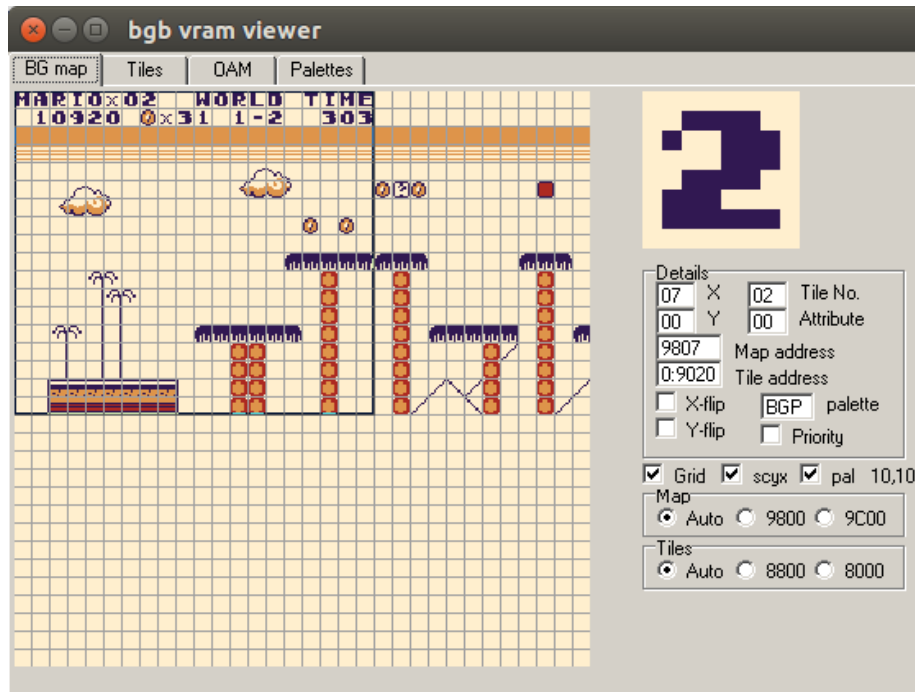 bgb vram viewer
BG map Tiles OAM Palettes
MARIO×02 WORLD TIME
10920 ×31 1-2 303
?
2
Details
07 X 02 Tile No.
00 Y 00 Attribute
9807 Map address
0:9020 Tile address
X-flip BGP palette
Y-flip Priority
Grid scyx pal 10,10
Map
Auto 9800 9C00
Tiles
Auto 8800 8000